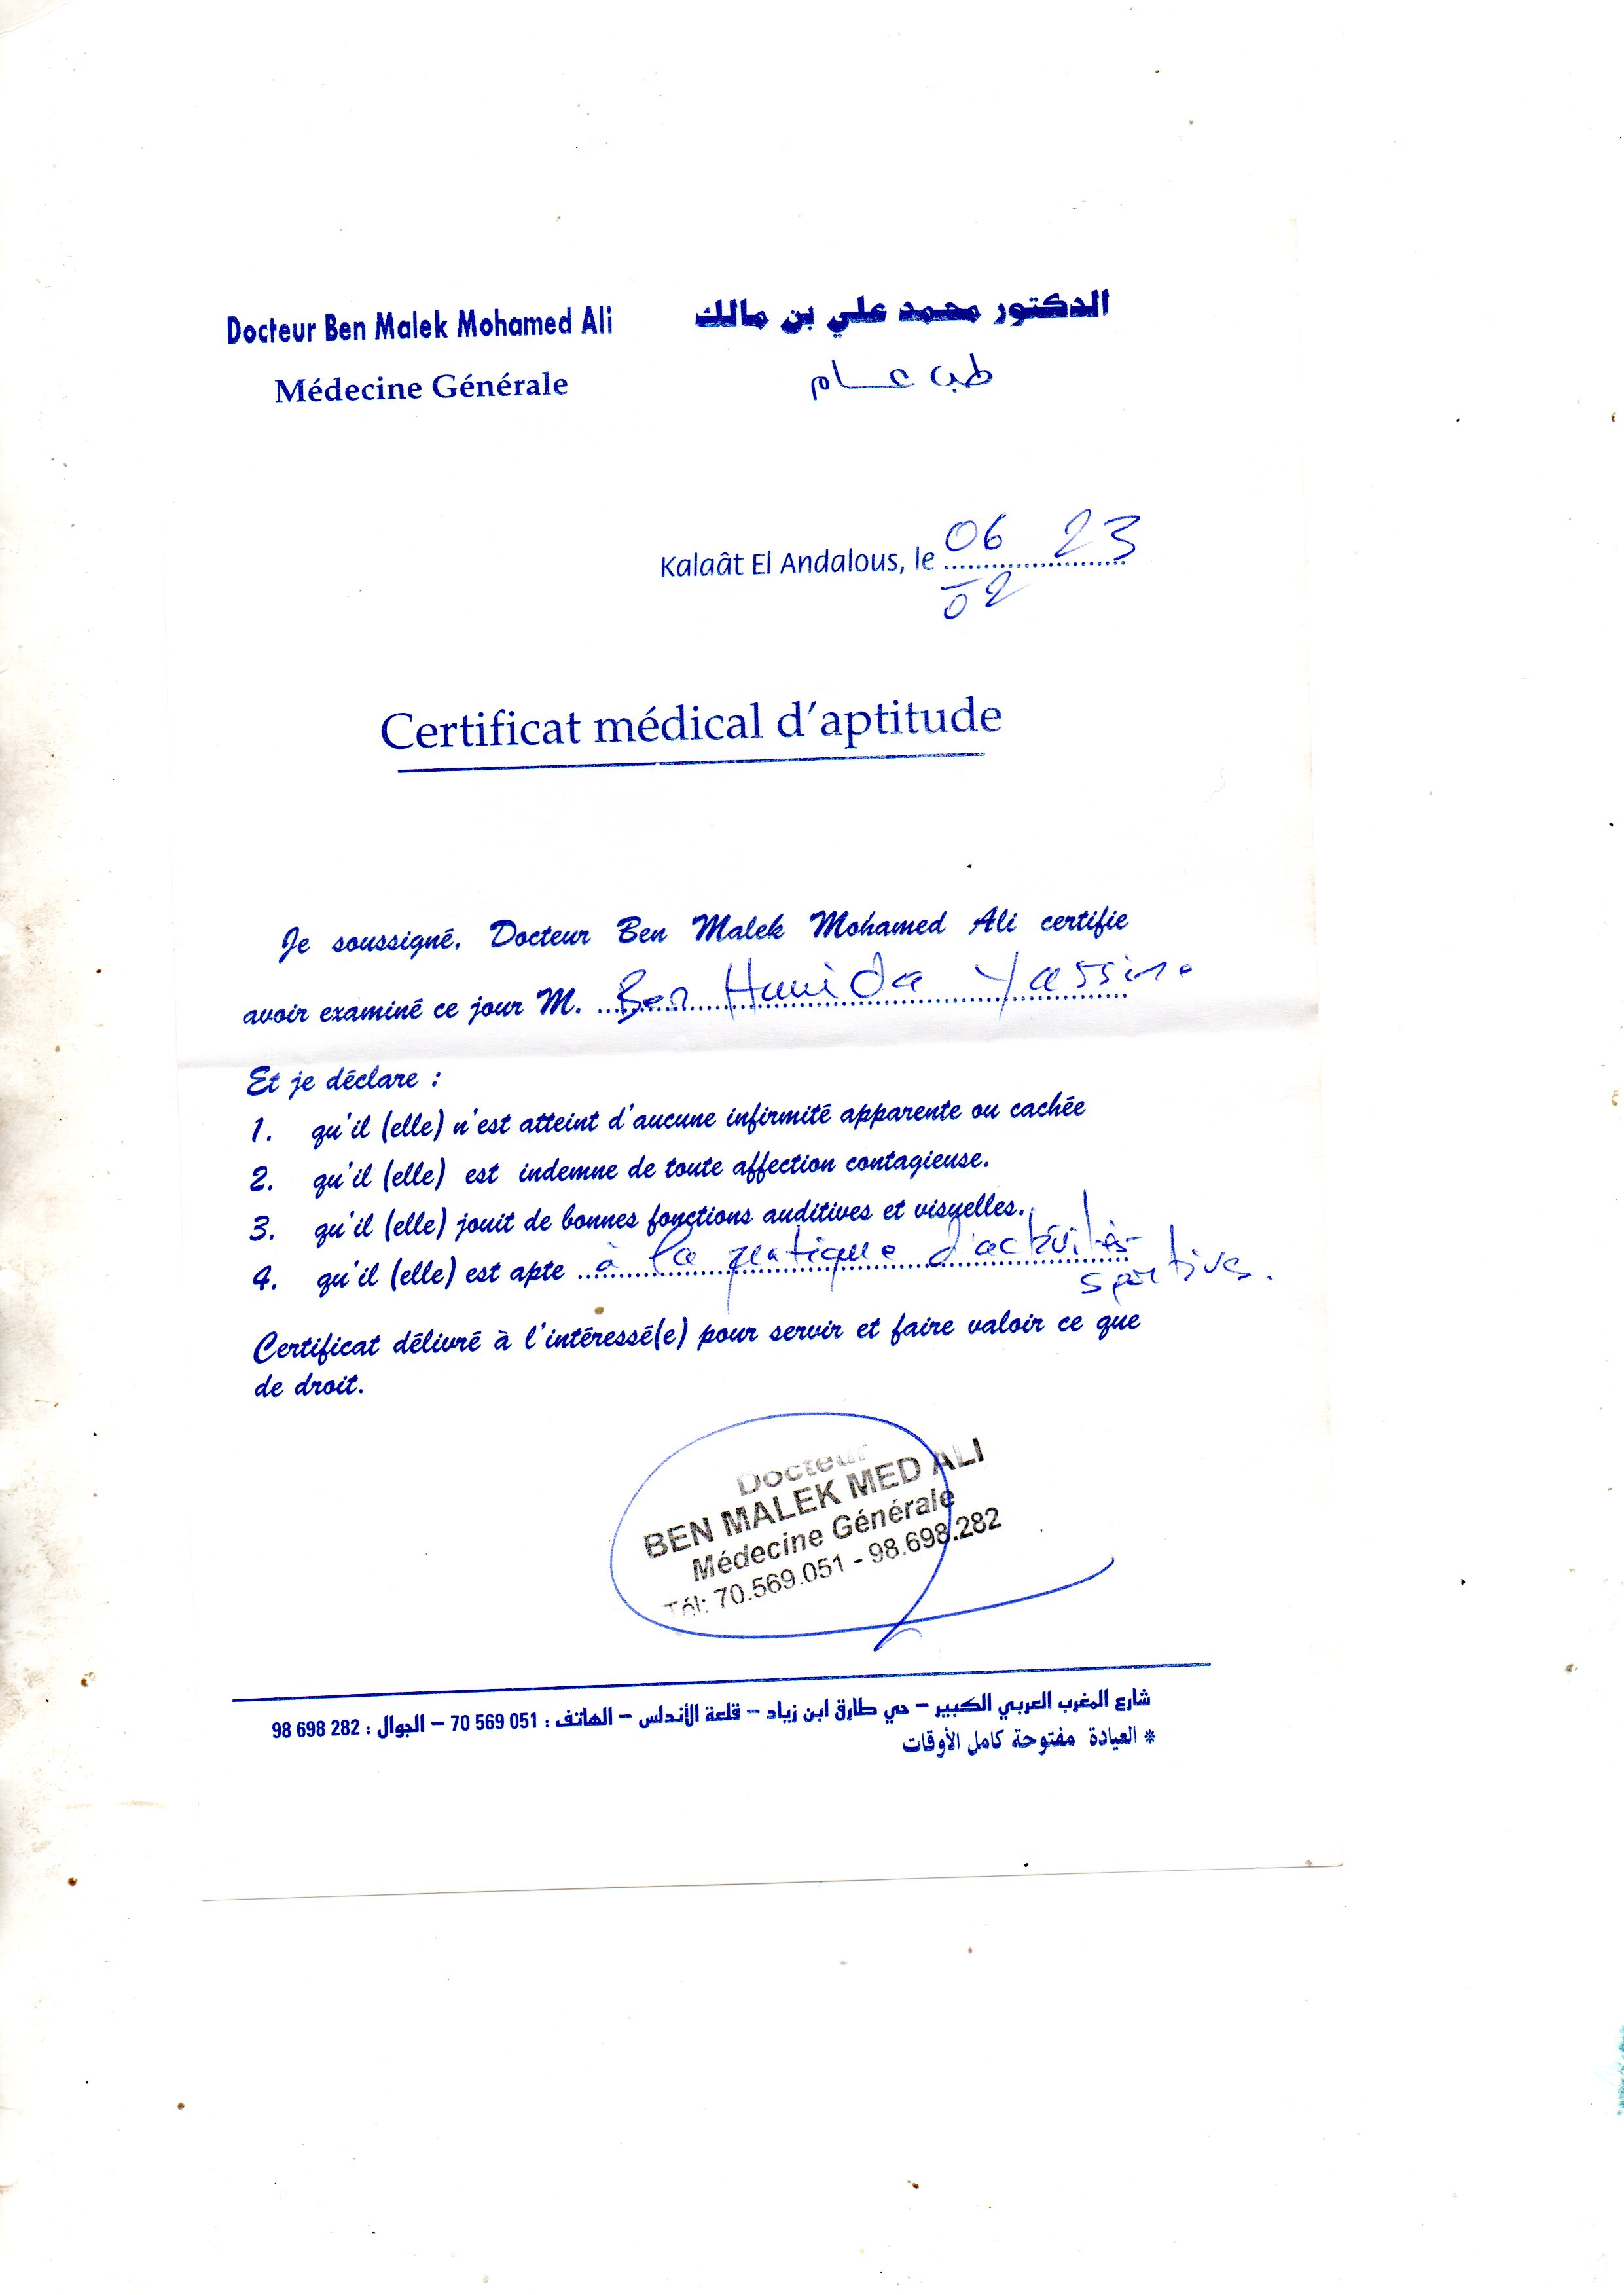 Docteur Ben Malek Mohamed Ali
الدكتور محمد علي بن مالك
Médecine Générale
طب عام
Kalaât El Andalous, le 06 23
02
Certificat médical d'aptitude
Je soussigné, Docteur Ben Malek Mohamed Ali certifie
avoir examiné ce jour M. Ben Hamida Yassine
Et je déclare :
1. qu'il (elle) n'est atteint d'aucune infirmité apparente ou cachée
2. qu'il (elle) est indemne de toute affection contagieuse.
3. qu'il (elle) jouit de bonnes fonctions auditives et visuelles.
4. qu'il (elle) est apte à la pratique d'activités
sportives.
Certificat délivré à l'intéressé(e) pour servir et faire valoir ce que
de droit.
Docteur
BEN MALEK MED ALI
Médecine Générale
Tél: 70.569.051 - 98.698.282
شارع المغرب العربي الكبير – حي طارق ابن زياد – قلعة الأندلس – الهاتف : 051 569 70 – الجوال : 282 698 98
* العيادة مفتوحة كامل الأوقات